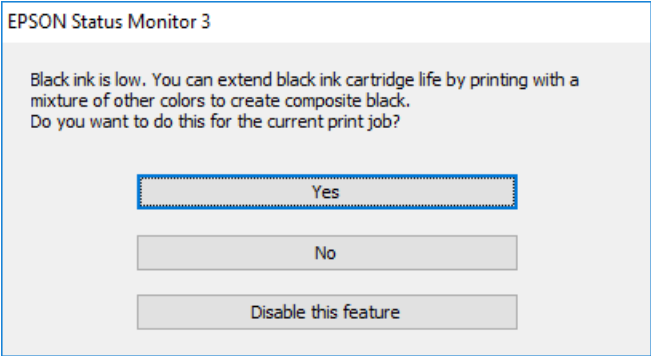 EPSON Status Monitor 3
Black ink is low. You can extend black ink cartridge life by printing with a
mixture of other colors to create composite black.
Do you want to do this for the current print job?
Yes
No
Disable this feature